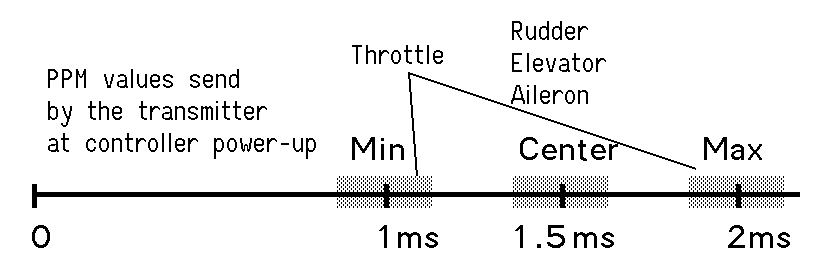 PPM values send
by the transmitter
at controller power-up
Throttle
Rudder
Elevator
Aileron
Min
Center
Max
0
1ms
1.5ms
2ms